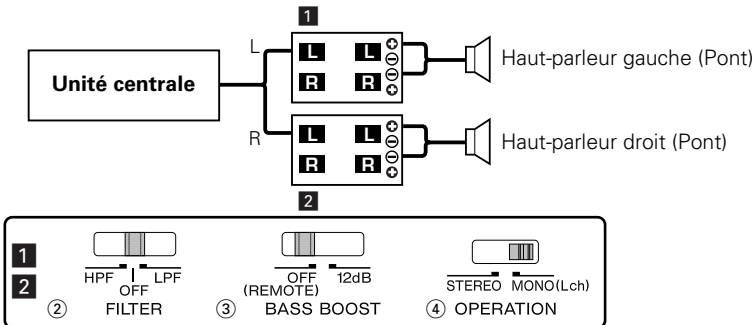 1
L
L L ⊕
⊖
Unité centrale
R R ⊖
⊕
Haut-parleur gauche (Pont)
R
L L ⊕
⊖
R R ⊖
⊕
Haut-parleur droit (Pont)
2
1
2
HPF OFF LPF
② FILTER
OFF (REMOTE) 12dB
③ BASS BOOST
STEREO MONO(Lch)
④ OPERATION